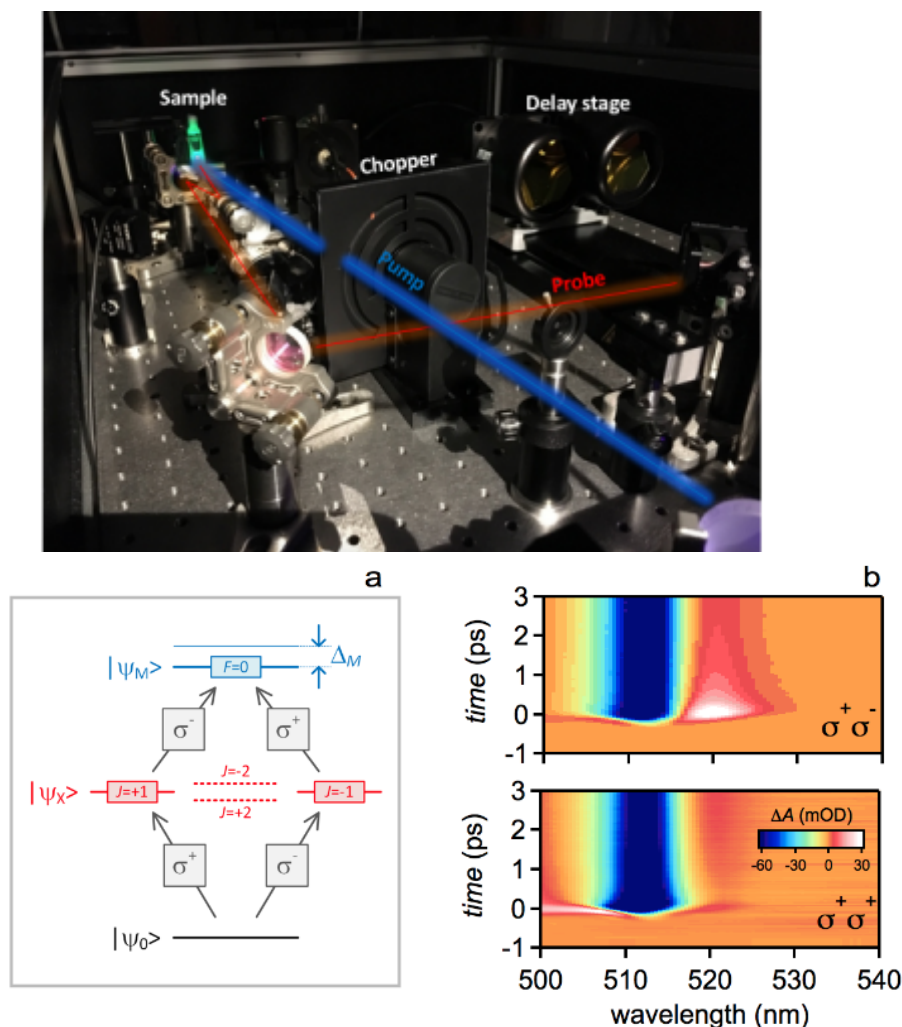 Sample
Delay stage
Chopper
Pump
Probe
a
|ψM>
F=0
ΔM
σ-
σ+
|ψX>
J=+1
J=-2
J=+2
J=-1
σ+
σ-
|ψ0>
b
3
2
1
0
-1
time (ps)
σ+σ-
3
2
1
0
-1
time (ps)
ΔA (mOD)
-60 -30 0 30
σ+σ+
500 510 520 530 540
wavelength (nm)